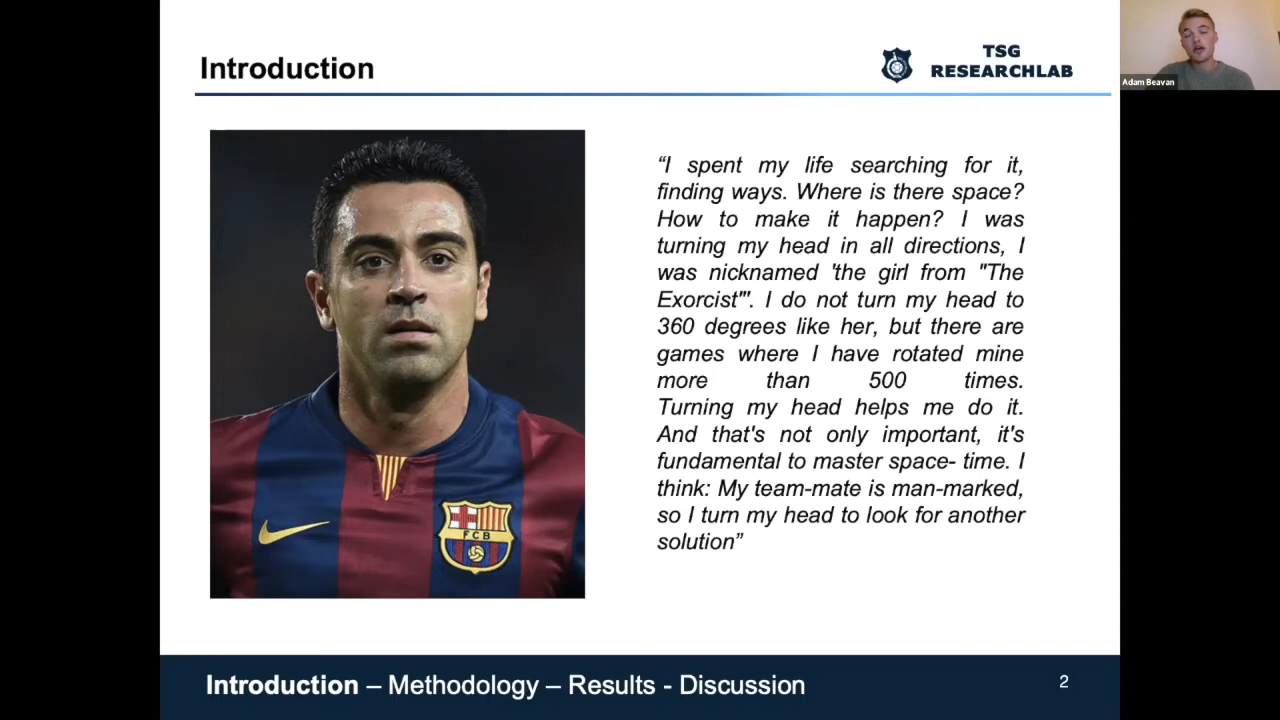 Introduction
TSG
RESEARCHLAB
Adam Beavan
“I spent my life searching for it,
finding ways. Where is there space?
How to make it happen? I was
turning my head in all directions, I
was nicknamed 'the girl from "The
Exorcist"'. I do not turn my head to
360 degrees like her, but there are
games where I have rotated mine
more than 500 times.
Turning my head helps me do it.
And that's not only important, it's
fundamental to master space- time. I
think: My team-mate is man-marked,
so I turn my head to look for another
solution”
FCB
Introduction – Methodology – Results - Discussion
2